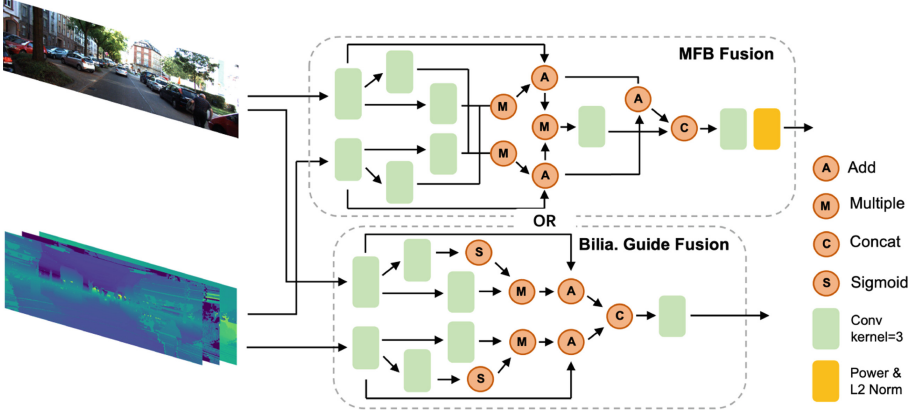 MFB Fusion
A
A
M
M
C
M
A
OR
Bilia. Guide Fusion
S
M
A
C
M
A
S
A Add
M Multiple
C Concat
S Sigmoid
Conv
kernel=3
Power &
L2 Norm